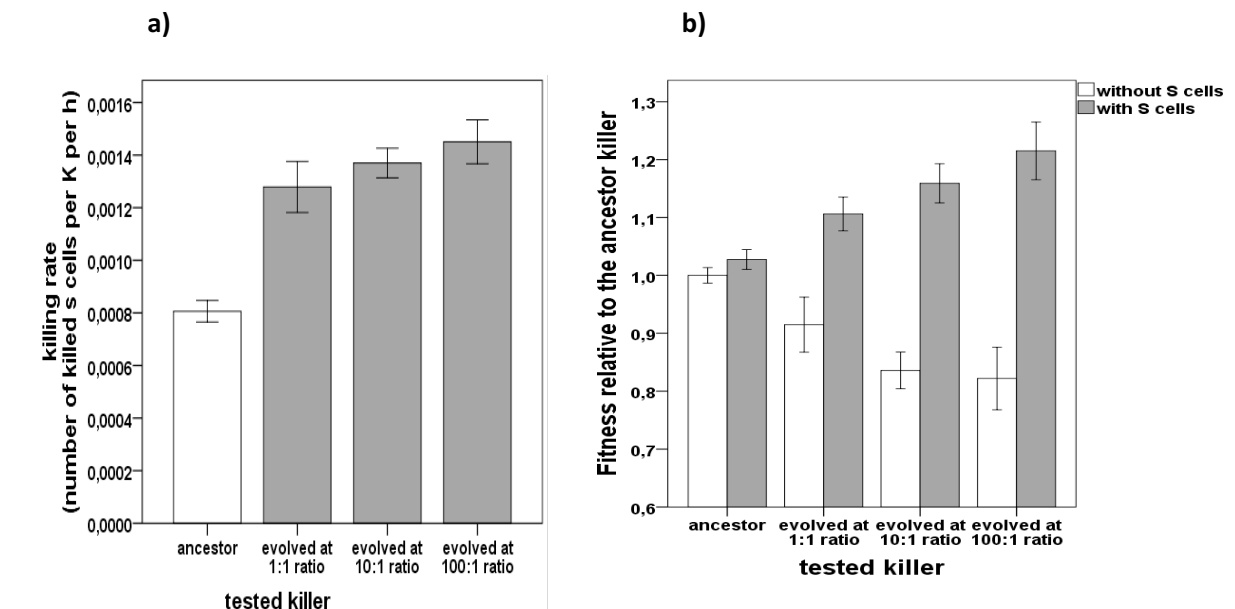 a)
killing rate
(number of killed s cells per K per h)
0,0016
0,0014
0,0012
0,0010
0,0008
0,0006
0,0004
0,0002
0,0000
ancestor
evolved at
1:1 ratio
evolved at
10:1 ratio
evolved at
100:1 ratio
tested killer
b)
without S cells
with S cells
Fitness relative to the ancestor killer
1,3
1,2
1,1
1,0
0,9
0,8
0,7
0,6
ancestor
evolved at
1:1 ratio
evolved at
10:1 ratio
evolved at
100:1 ratio
tested killer